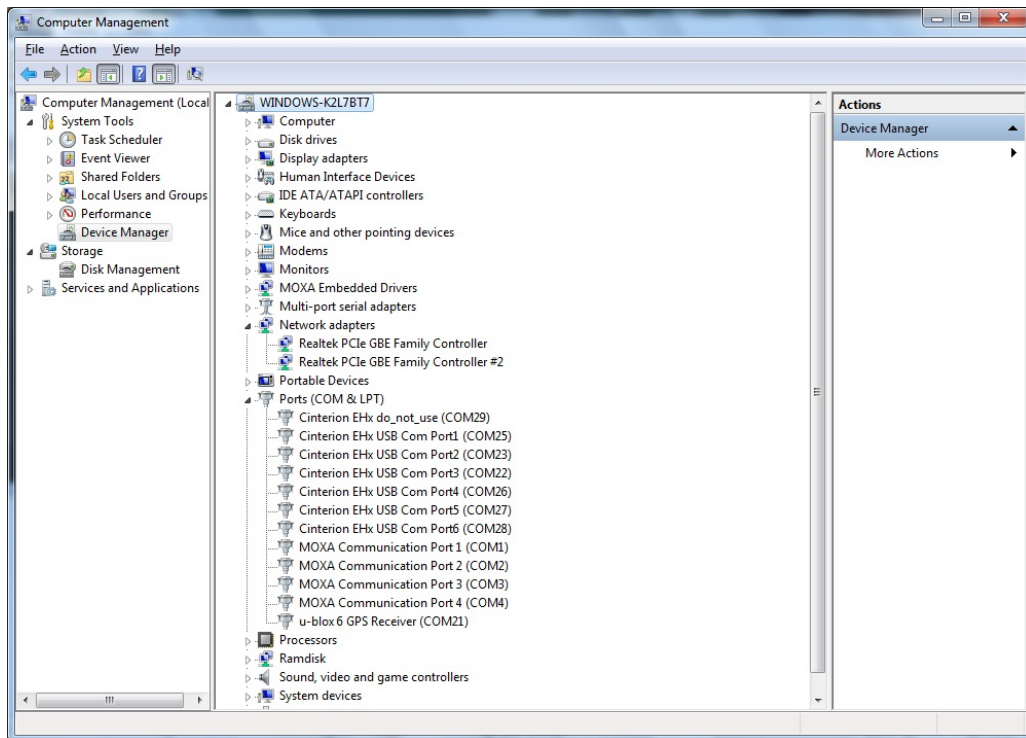 Computer Management
File Action View Help
Computer Management (Local
System Tools
Task Scheduler
Event Viewer
Shared Folders
Local Users and Groups
Performance
Device Manager
Storage
Disk Management
Services and Applications
WINDOWS-K2L7BT7
Computer
Disk drives
Display adapters
Human Interface Devices
IDE ATA/ATAPI controllers
Keyboards
Mice and other pointing devices
Modems
Monitors
MOXA Embedded Drivers
Multi-port serial adapters
Network adapters
Realtek PCIe GBE Family Controller
Realtek PCIe GBE Family Controller #2
Portable Devices
Ports (COM & LPT)
Cinterion EHx do_not_use (COM29)
Cinterion EHx USB Com Port1 (COM25)
Cinterion EHx USB Com Port2 (COM23)
Cinterion EHx USB Com Port3 (COM22)
Cinterion EHx USB Com Port4 (COM26)
Cinterion EHx USB Com Port5 (COM27)
Cinterion EHx USB Com Port6 (COM28)
MOXA Communication Port 1 (COM1)
MOXA Communication Port 2 (COM2)
MOXA Communication Port 3 (COM3)
MOXA Communication Port 4 (COM4)
u-blox 6 GPS Receiver (COM21)
Processors
Ramdisk
Sound, video and game controllers
System devices
Actions
Device Manager
More Actions